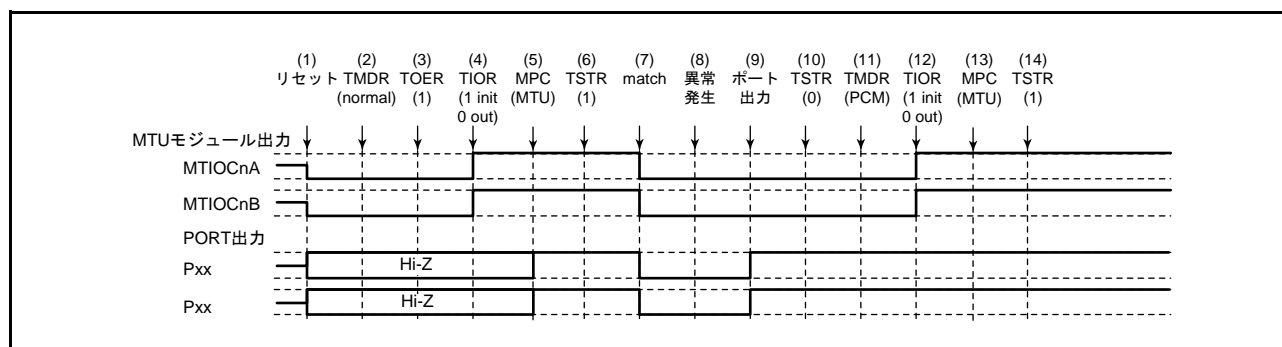 (1) (2) (3) (4) (5) (6) (7) (8) (9) (10) (11) (12) (13) (14)
リセット TMDR TOER TIOR MPC TSTR match 異常 ポート TSTR TMDR TIOR MPC TSTR
(normal) (1) (1 init (MTU) (1) 発生 出力 (0) (PCM) (1 init (MTU) (1)
0 out) 0 out)
MTUモジュール出力
MTIOCnA
MTIOCnB
PORT出力
Pxx Hi-Z
Pxx Hi-Z